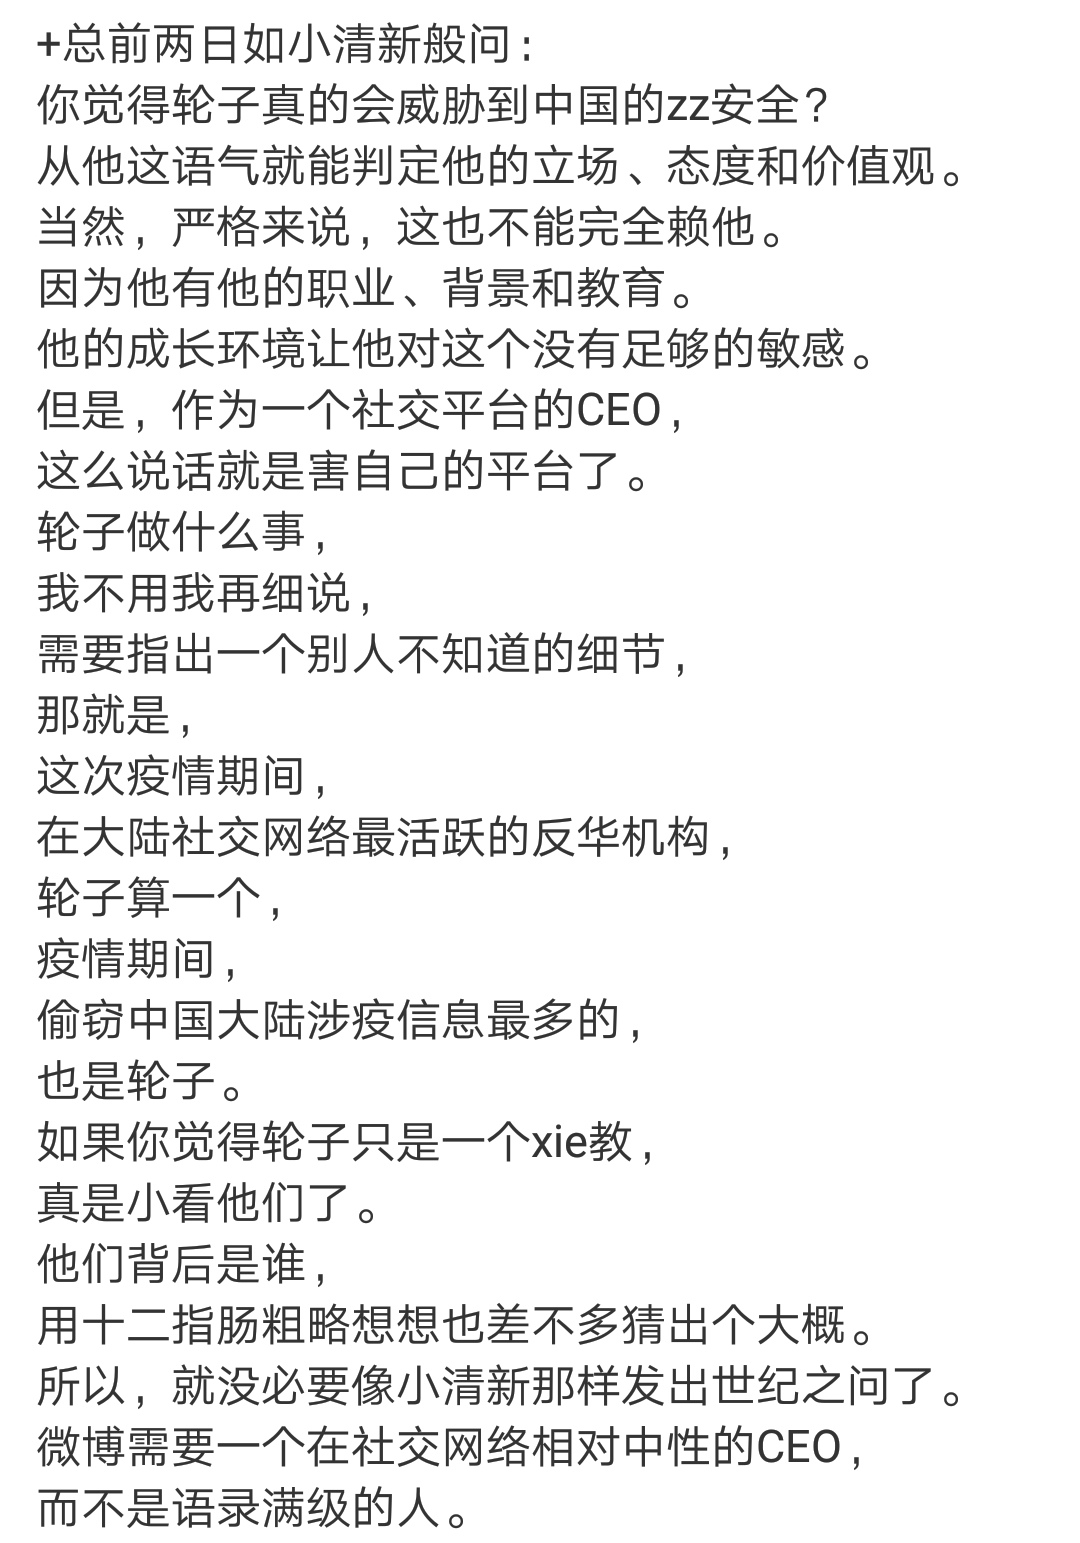 +总前两日如小清新般问：
你觉得轮子真的会威胁到中国的zz安全？
从他这语气就能判定他的立场、态度和价值观。
当然，严格来说，这也不能完全赖他。
因为他有他的职业、背景和教育。
他的成长环境让他对这个没有足够的敏感。
但是，作为一个社交平台的CEO，
这么说话就是害自己的平台了。
轮子做什么事，
我不用我再细说，
需要指出一个别人不知道的细节，
那就是，
这次疫情期间，
在大陆社交网络最活跃的反华机构，
轮子算一个，
疫情期间，
偷窃中国大陆涉疫信息最多的，
也是轮子。
如果你觉得轮子只是一个xie教，
真是小看他们了。
他们背后是谁，
用十二指肠粗略想想也差不多猜出个大概。
所以，就没必要像小清新那样发出世纪之问了。
微博需要一个在社交网络相对中性的CEO，
而不是语录满级的人。